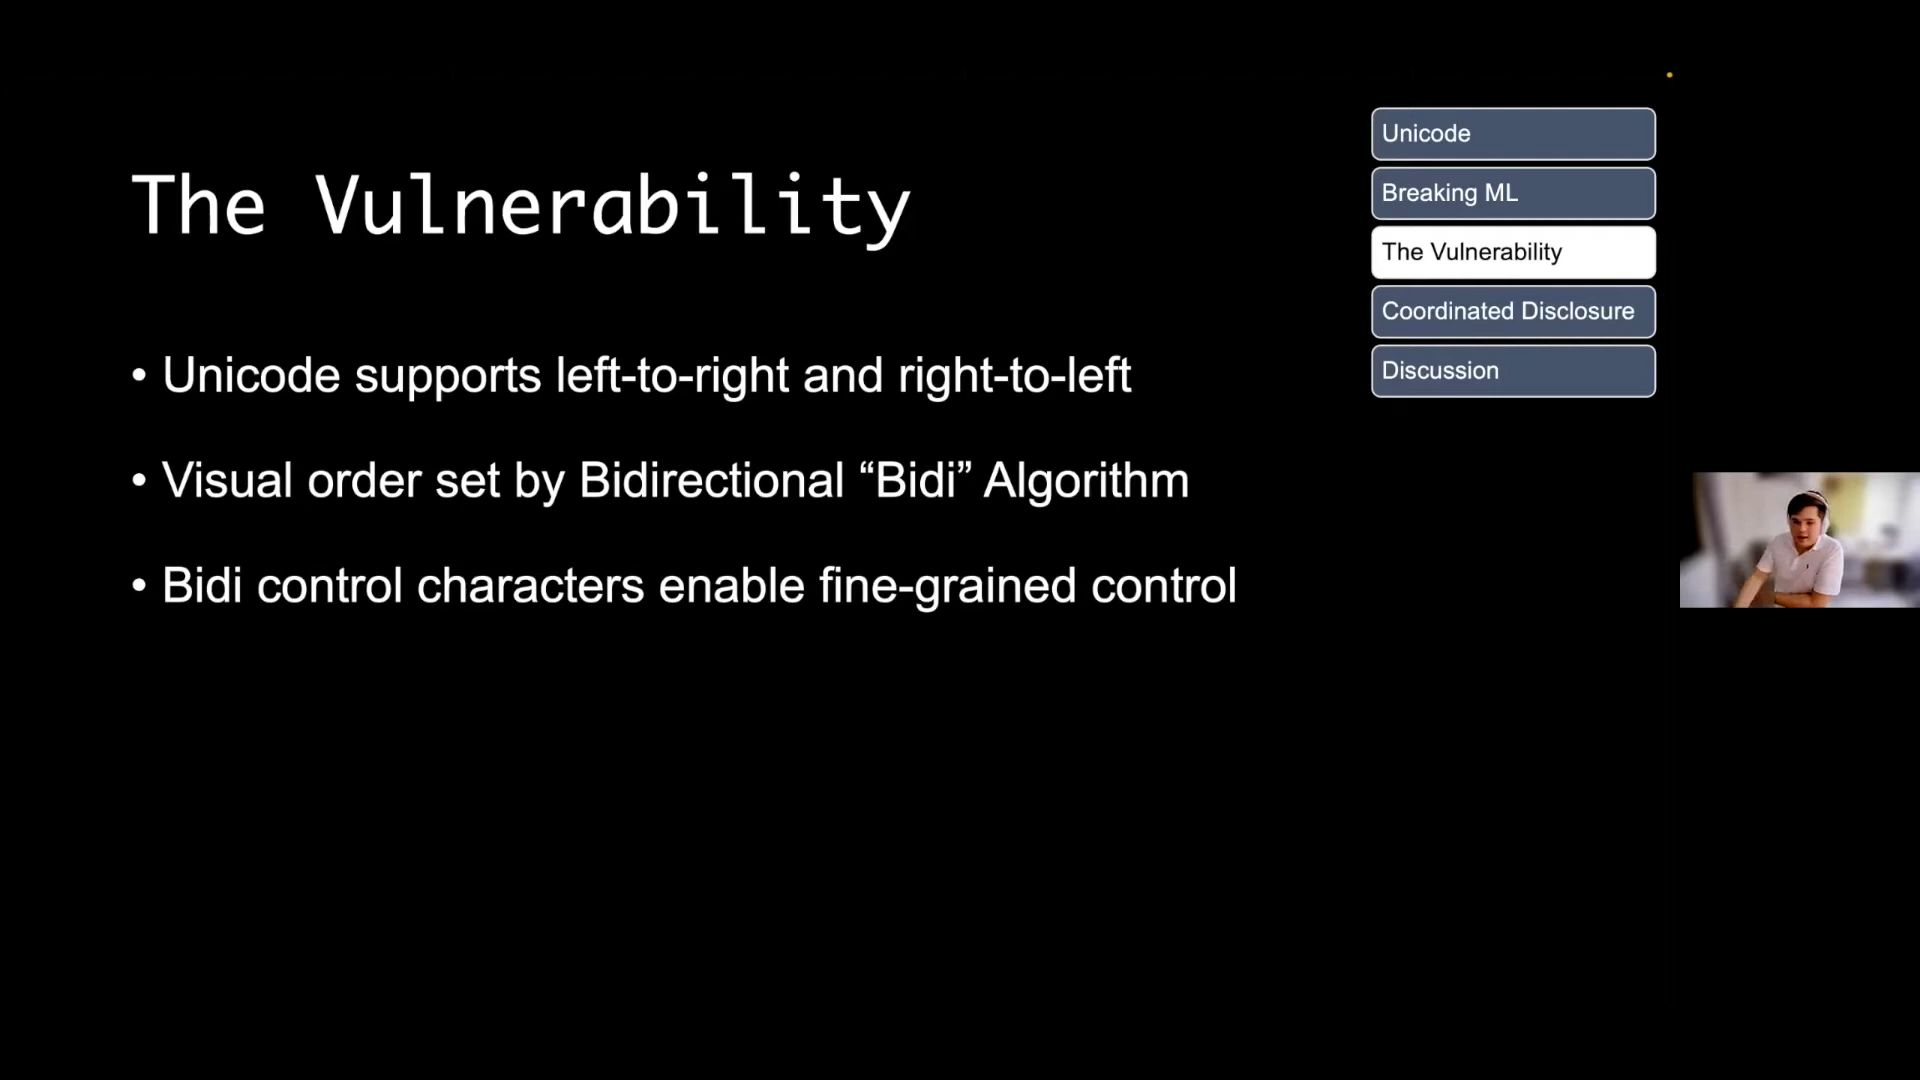 The Vulnerability
• Unicode supports left-to-right and right-to-left
• Visual order set by Bidirectional “Bidi” Algorithm
• Bidi control characters enable fine-grained control
Unicode
Breaking ML
The Vulnerability
Coordinated Disclosure
Discussion